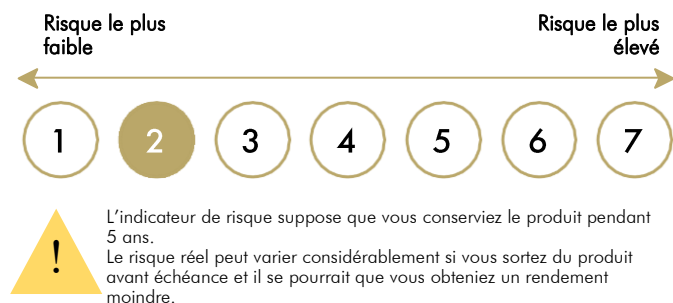 Risque le plus faible
Risque le plus élevé
1 2 3 4 5 6 7
!
L'indicateur de risque suppose que vous conserviez le produit pendant
5 ans.
Le risque réel peut varier considérablement si vous sortez du produit
avant échéance et il se pourrait que vous obteniez un rendement
moindre.